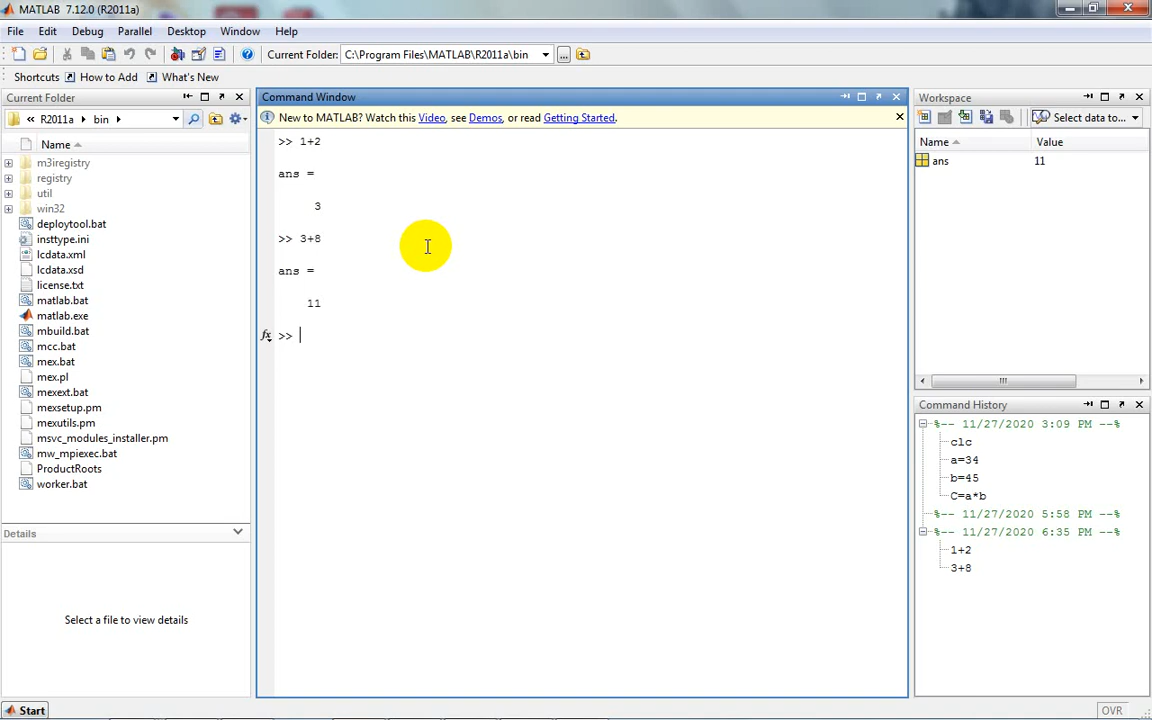 MATLAB 7.12.0 (R2011a)
File Edit Debug Parallel Desktop Window Help
Current Folder: C:\Program Files\MATLAB\R2011a\bin ...
Shortcuts How to Add What's New
Current Folder
« R2011a bin
Name
m3iregistry
registry
util
win32
deploytool.bat
insttype.ini
lcdata.xml
lcdata.xsd
license.txt
matlab.bat
matlab.exe
mbuild.bat
mcc.bat
mex.bat
mex.pl
mexext.bat
mexsetup.pm
mexutils.pm
msvc_modules_installer.pm
mw_mpiexec.bat
ProductRoots
worker.bat
Details
Select a file to view details
Command Window
New to MATLAB? Watch this Video, see Demos, or read Getting Started.
>> 1+2
ans =
3
>> 3+8
ans =
11
fx >>
Workspace
Select data to...
Name Value
ans 11
Command History
%-- 11/27/2020 3:09 PM --%
clc
a=34
b=45
C=a*b
%-- 11/27/2020 5:58 PM --%
%-- 11/27/2020 6:35 PM --%
1+2
3+8
Start
OVR